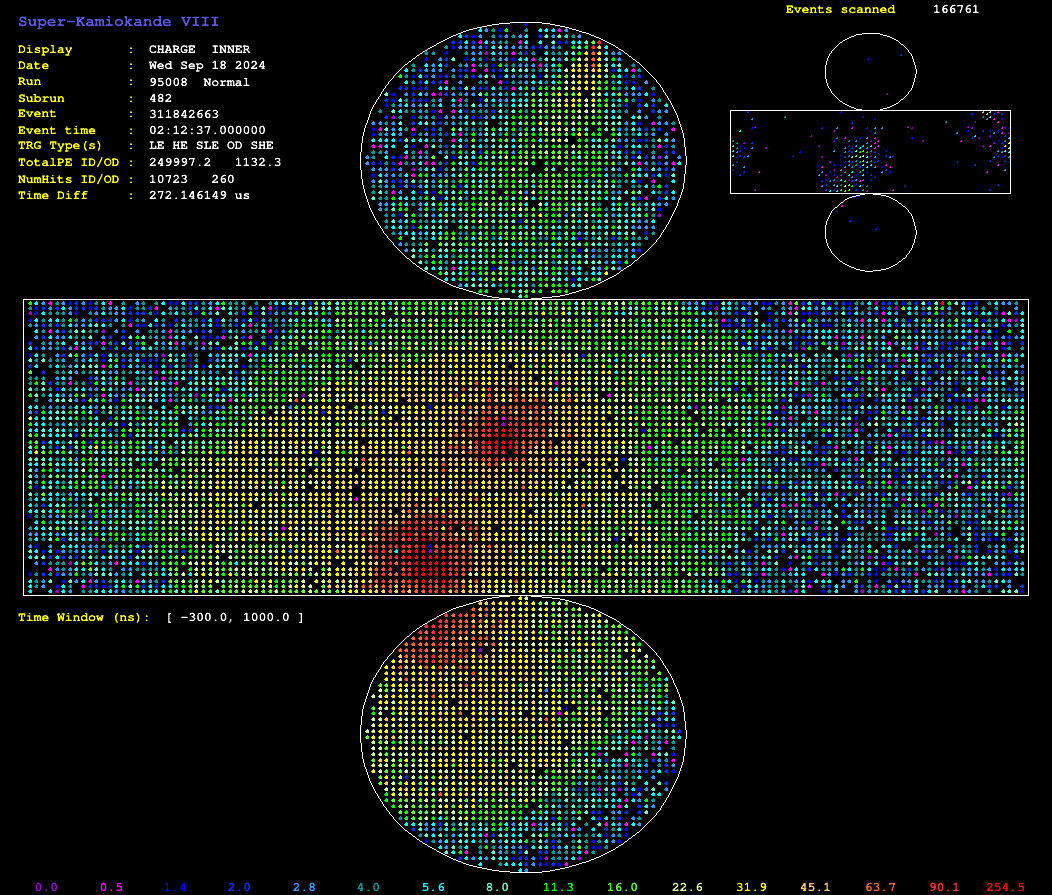 Super-Kamiokande VIII
Events scanned 166761
Display : CHARGE INNER
Date : Wed Sep 18 2024
Run : 95008 Normal
Subrun : 482
Event : 311842663
Event time : 02:12:37.000000
TRG Type(s) : LE HE SLE OD SHE
TotalPE ID/OD : 249997.2 1132.3
NumHits ID/OD : 10723 260
Time Diff : 272.146149 us
Time Window (ns): [ -300.0, 1000.0 ]
0.0 0.5 1.4 2.0 2.8 4.0 5.6 8.0 11.3 16.0 22.6 31.9 45.1 63.7 90.1 254.5